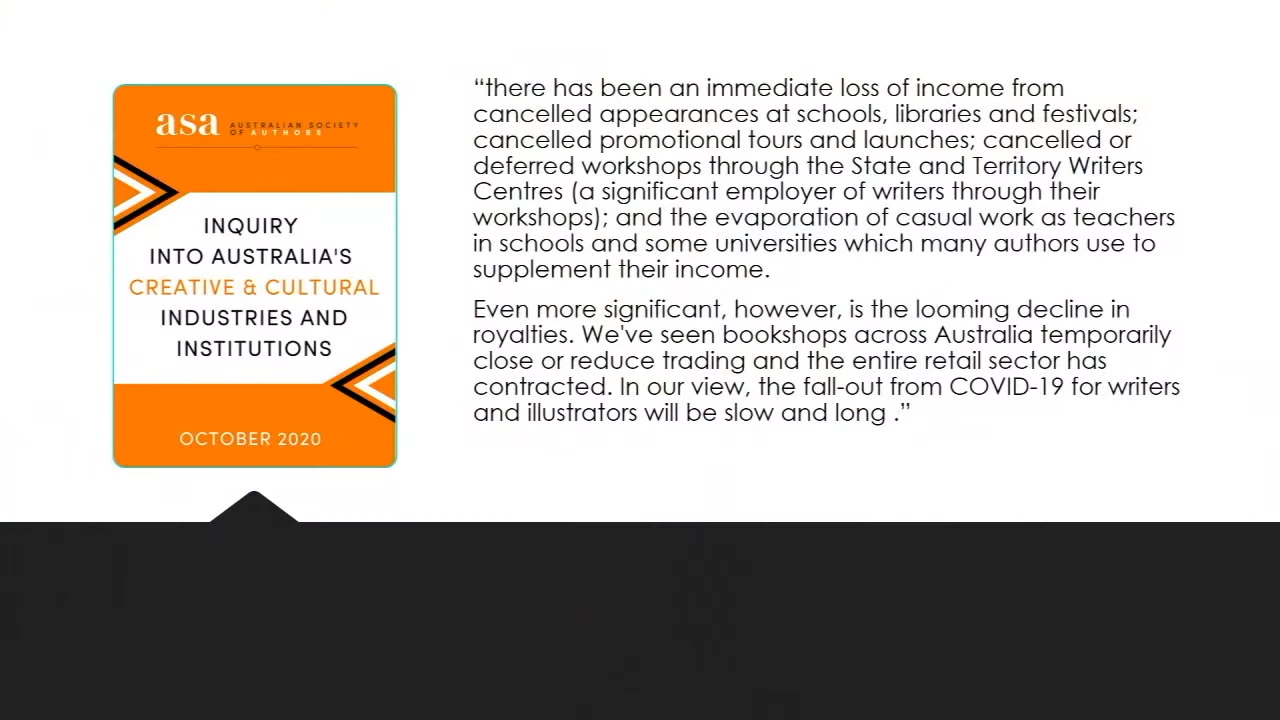 asa AUSTRALIAN SOCIETY
OF AUTHORS
INQUIRY
INTO AUSTRALIA'S
CREATIVE & CULTURAL
INDUSTRIES AND
INSTITUTIONS
OCTOBER 2020
“there has been an immediate loss of income from
cancelled appearances at schools, libraries and festivals;
cancelled promotional tours and launches; cancelled or
deferred workshops through the State and Territory Writers
Centres (a significant employer of writers through their
workshops); and the evaporation of casual work as teachers
in schools and some universities which many authors use to
supplement their income.
Even more significant, however, is the looming decline in
royalties. We've seen bookshops across Australia temporarily
close or reduce trading and the entire retail sector has
contracted. In our view, the fall-out from COVID-19 for writers
and illustrators will be slow and long .”